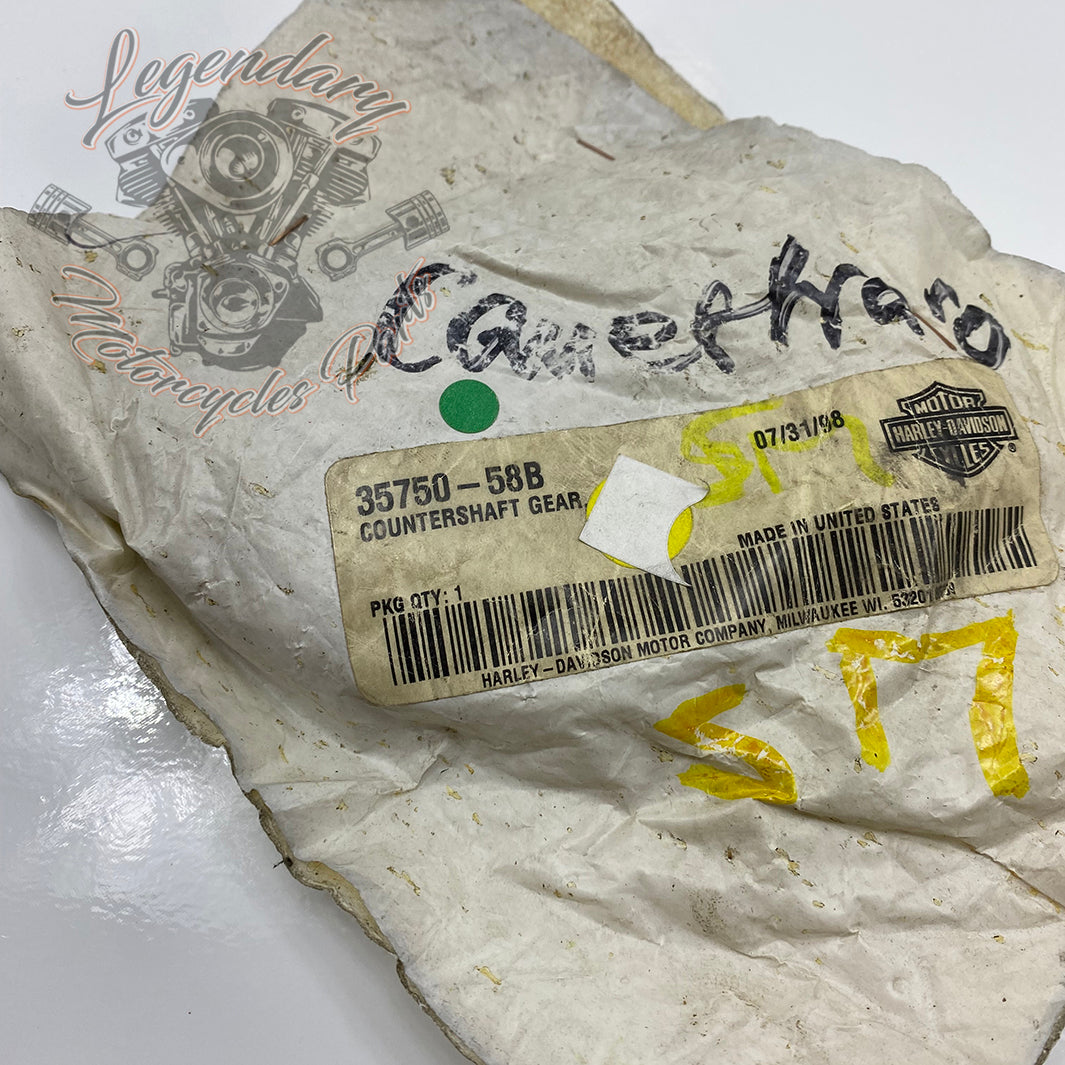 Legendary
Motorcycles Parts
SM
07/31/98
MOTOR
HARLEY-DAVIDSON
CYCLES
35750-58B
COUNTERSHAFT GEAR,
MADE IN UNITED STATES
PKG QTY: 1
HARLEY-DAVIDSON MOTOR COMPANY, MILWAUKEE WI. 53201
SM